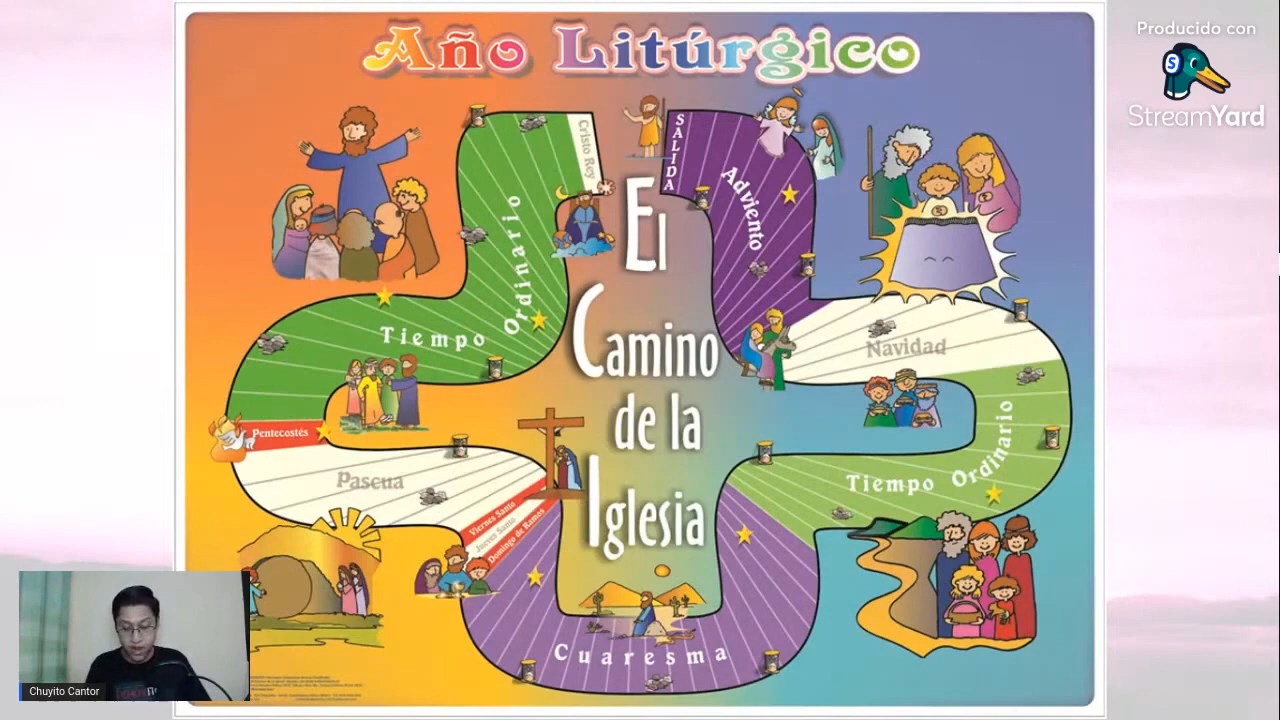 Producido con
StreamYard
Año Litúrgico
SALIDA
Adviento
Navidad
Tiempo Ordinario
Cuaresma
Domingo de Ramos
Jueves Santo
Viernes Santo
Pascua
Pentecostés
Tiempo Ordinario
Cristo Rey
El
Camino
de la
Iglesia
Chuyito Cantor